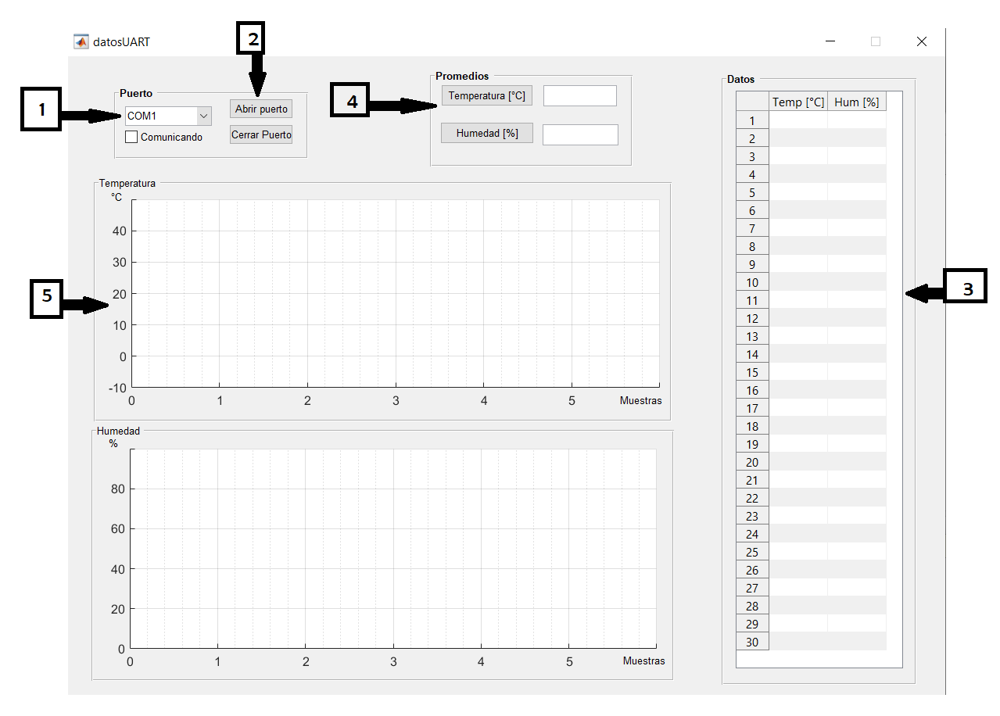 datosUART
1
2
3
4
5
Puerto
COM1
Comunicando
Abrir puerto
Cerrar Puerto
Promedios
Temperatura [°C]
Humedad [%]
Temperatura
°C
40
30
20
10
0
-10
0 1 2 3 4 5 Muestras
Humedad
%
80
60
40
20
0
0 1 2 3 4 5 Muestras
Datos
Temp [°C] Hum [%]
1
2
3
4
5
6
7
8
9
10
11
12
13
14
15
16
17
18
19
20
21
22
23
24
25
26
27
28
29
30